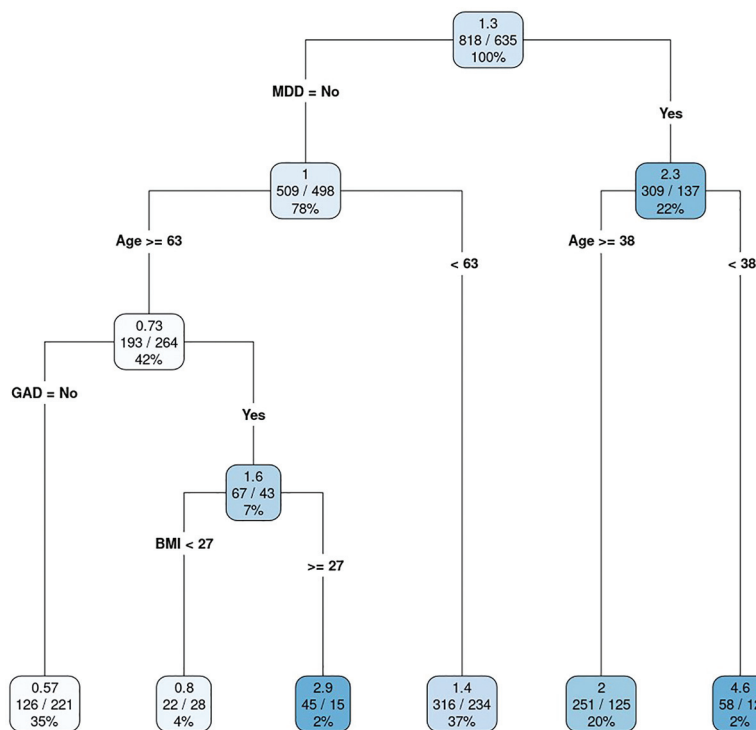 1.3
818 / 635
100%
MDD = No
Yes
1
509 / 498
78%
2.3
309 / 137
22%
Age >= 63
< 63
Age >= 38
< 38
0.73
193 / 264
42%
GAD = No
Yes
1.6
67 / 43
7%
BMI < 27
>= 27
0.57
126 / 221
35%
0.8
22 / 28
4%
2.9
45 / 15
2%
1.4
316 / 234
37%
2
251 / 125
20%
4.6
58 /
2%